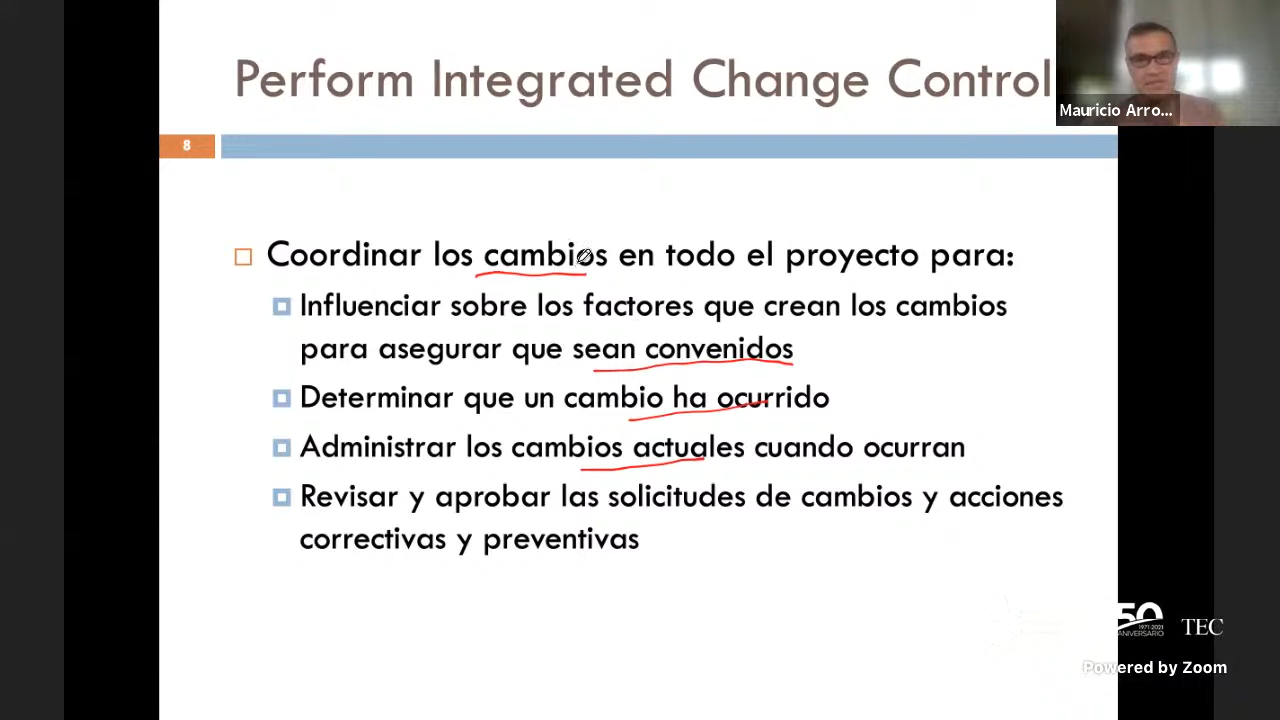 Perform Integrated Change Control
Mauricio Arro...
8
Coordinar los cambios en todo el proyecto para:
Influenciar sobre los factores que crean los cambios
para asegurar que sean convenidos
Determinar que un cambio ha ocurrido
Administrar los cambios actuales cuando ocurran
Revisar y aprobar las solicitudes de cambios y acciones
correctivas y preventivas
50
1971-2021
ANIVERSARIO
TEC
Powered by Zoom